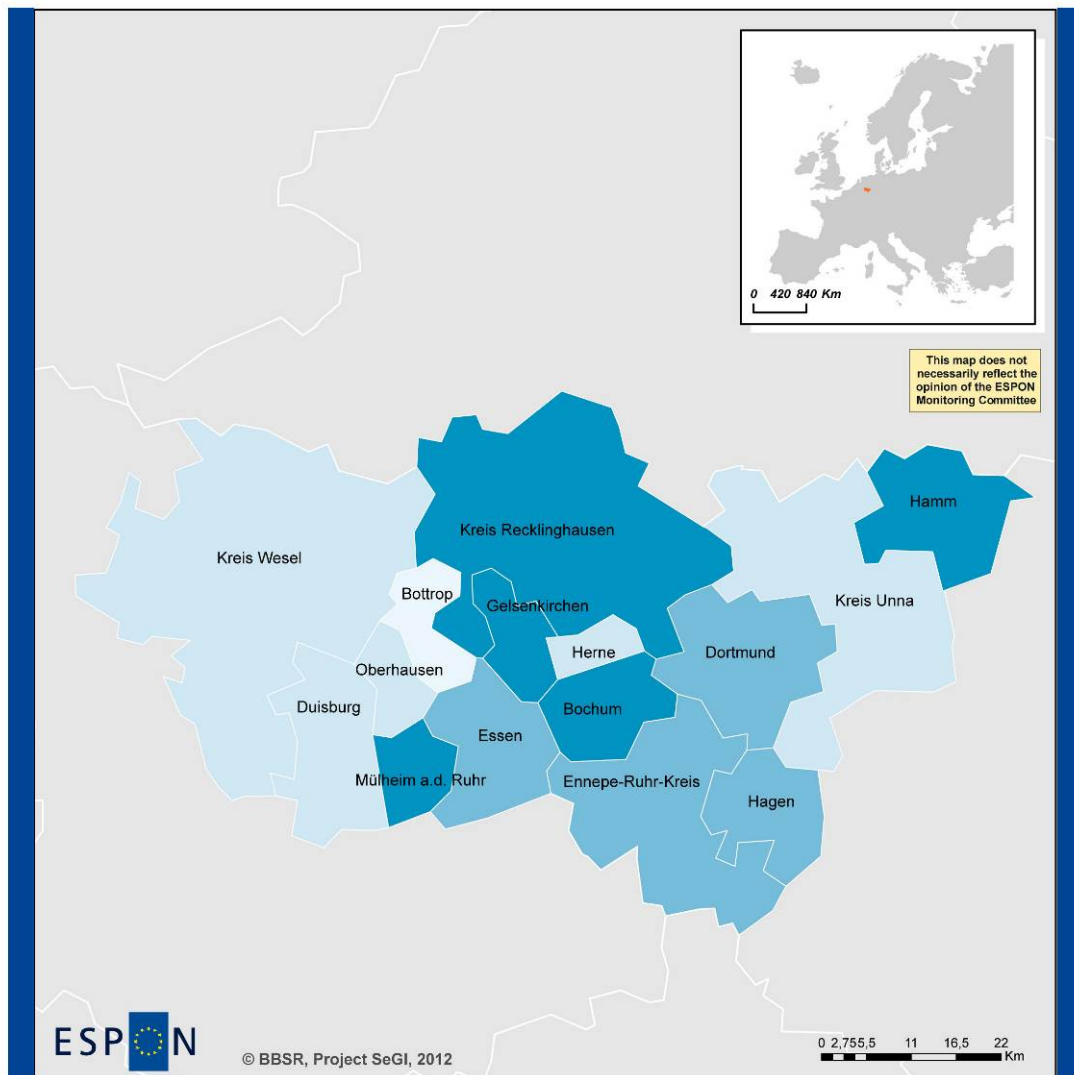 0 420 840 Km
This map does not
necessarily reflect the
opinion of the ESPON
Monitoring Committee
Hamm
Kreis Recklinghausen
Kreis Wesel
Bottrop
Gelsenkirchen
Kreis Unna
Herne
Dortmund
Oberhausen
Duisburg
Bochum
Essen
Mülheim a.d. Ruhr
Ennepe-Ruhr-Kreis
Hagen
ESPON
© BBSR, Project SeGI, 2012
0 2,755,5 11 16,5 22
Km